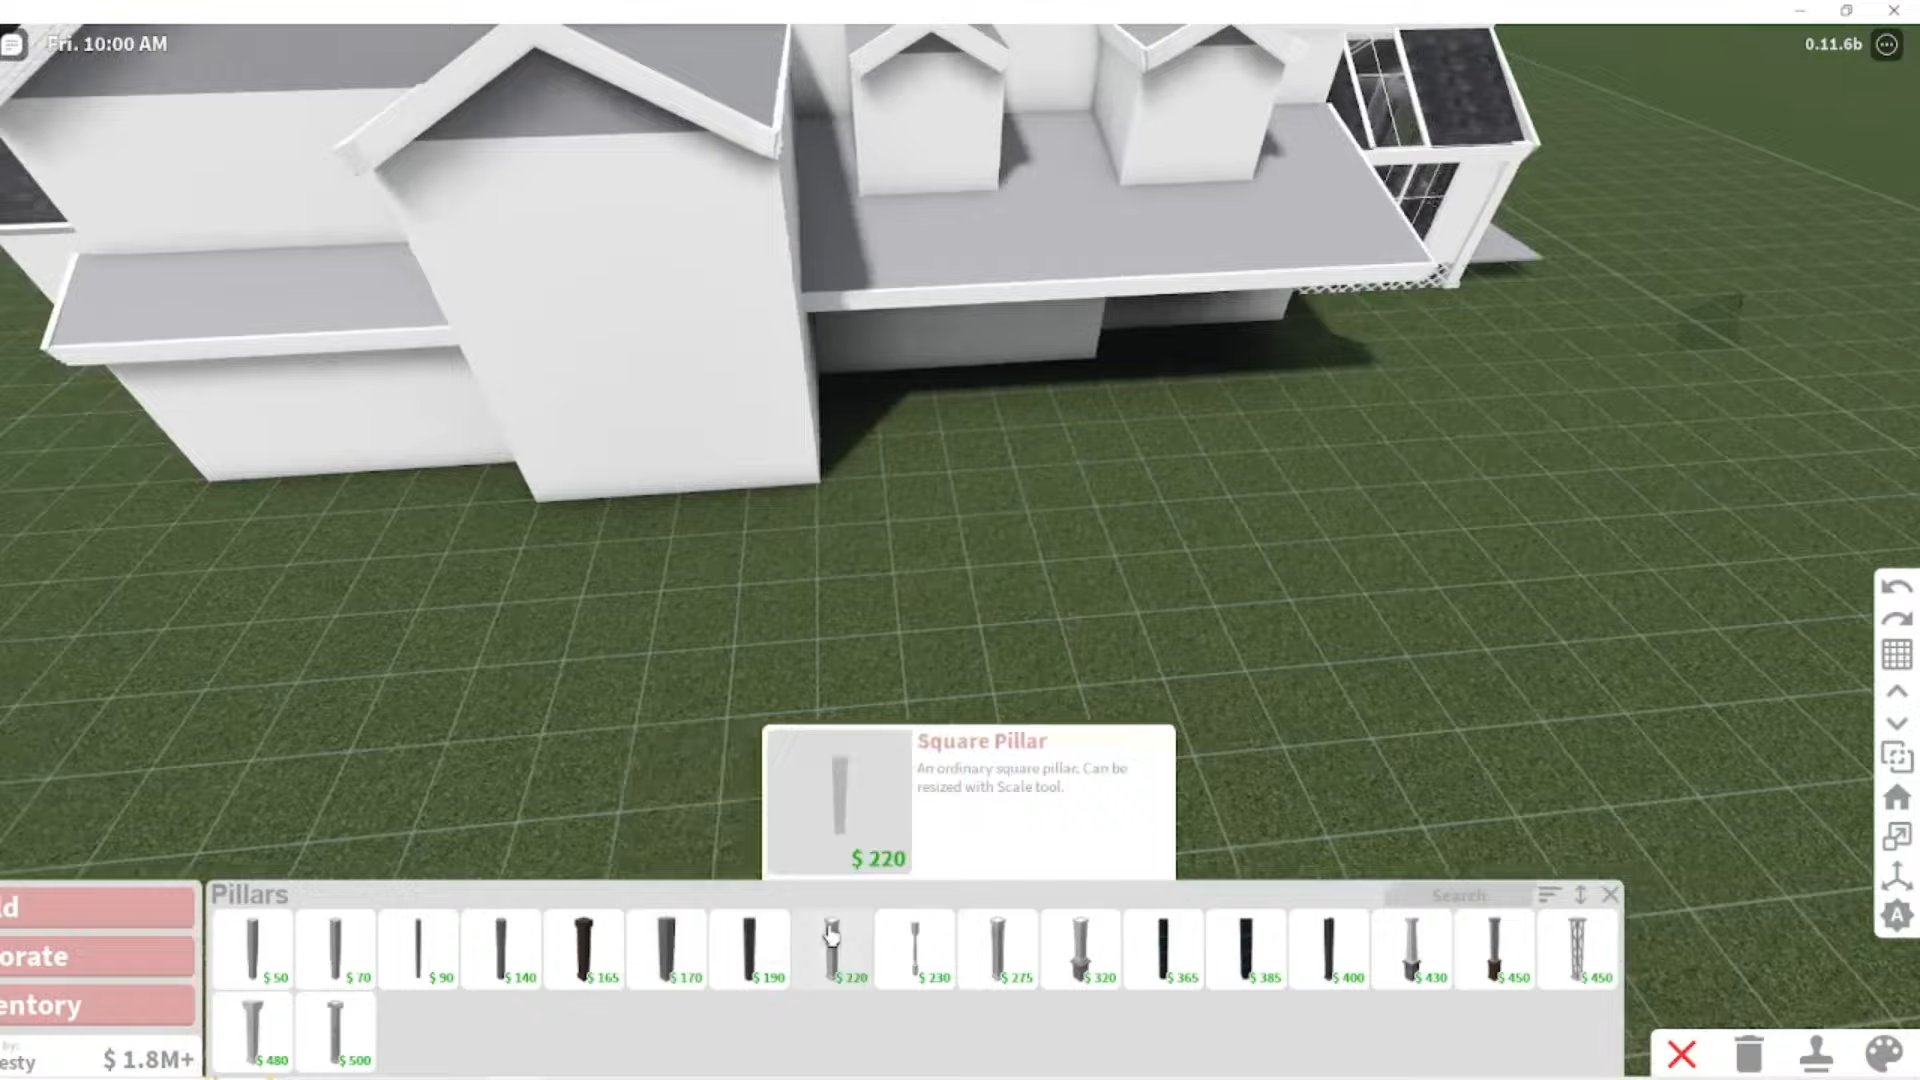 Fri. 10:00 AM
0.11.6b
Square Pillar
An ordinary square pillar. Can be
resized with Scale tool.
$ 220
ld
orate
entory
by:
esty
$ 1.8M+
Pillars
Search
$ 50
$ 70
$ 90
$ 140
$ 165
$ 170
$ 190
$ 220
$ 230
$ 275
$ 320
$ 365
$ 385
$ 400
$ 430
$ 450
$ 450
$ 480
$ 500
A